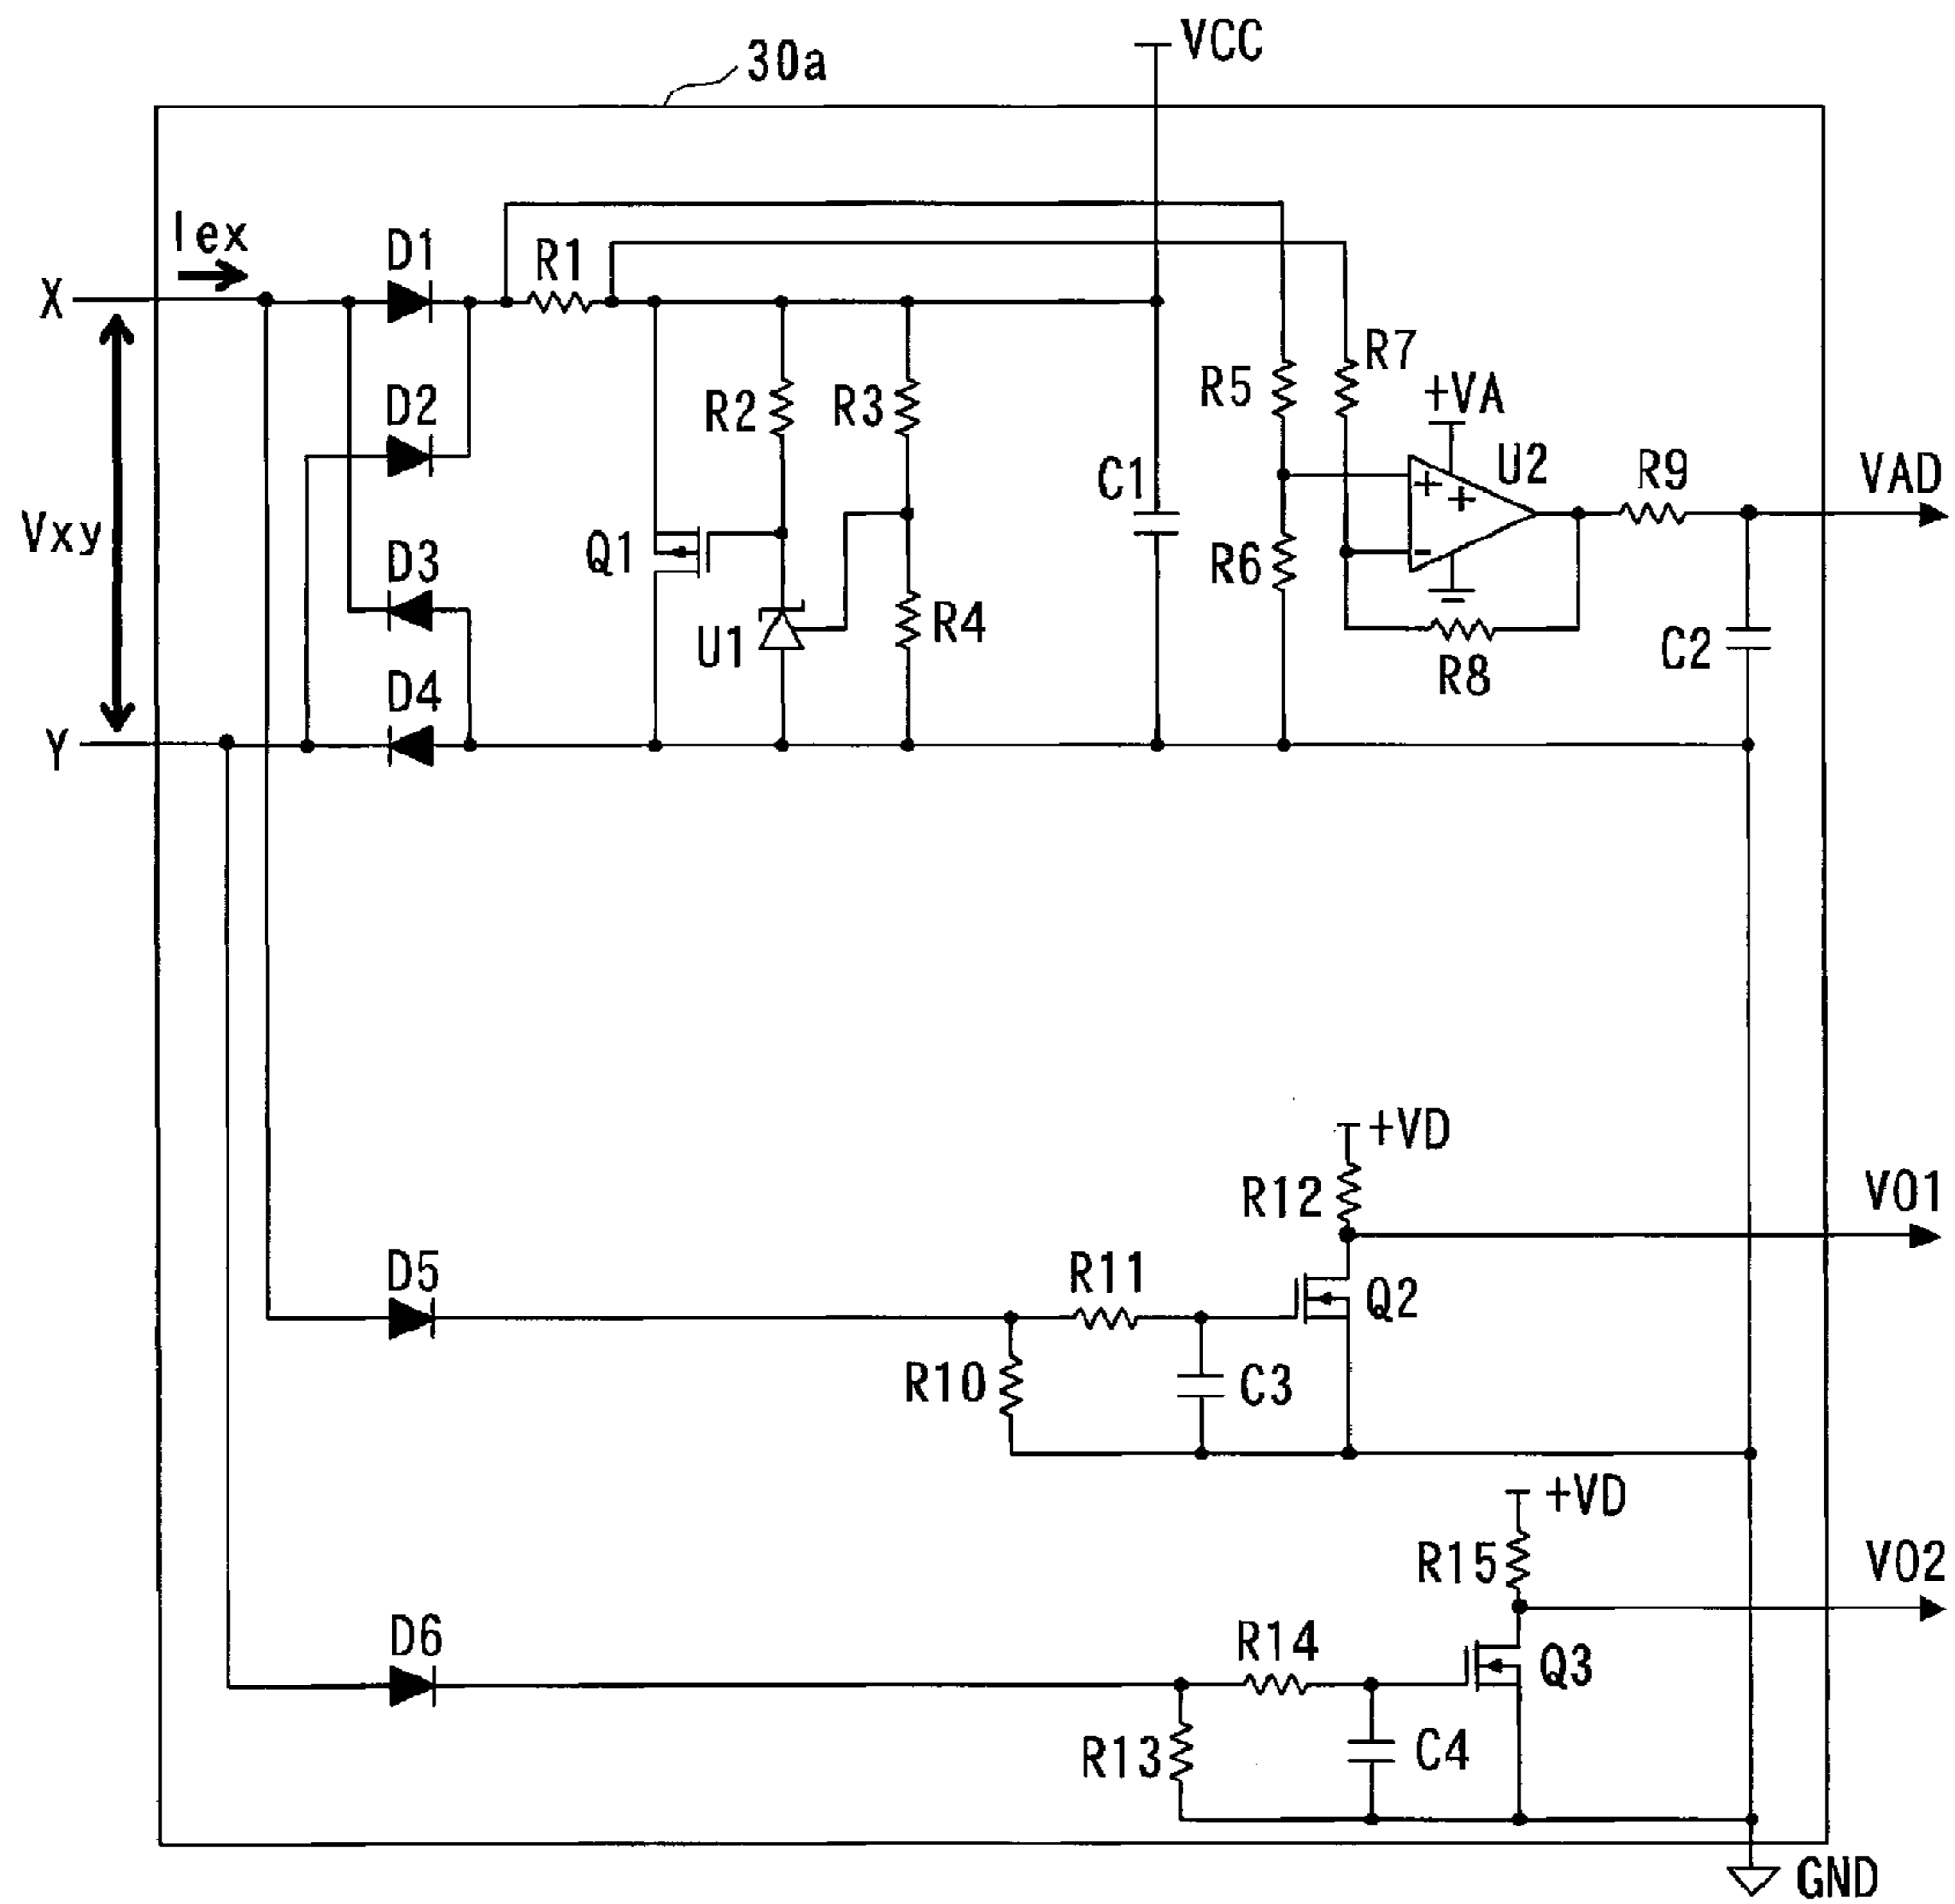 VCC
30a
Iex
D1
R1
X
R7
D2
R2
R3
R5
+VA
U2
R9
VAD
C1
+
+
Vxy
Q1
D3
R6
-
U1
R4
R8
C2
D4
Y
+VD
R12
VO1
D5
R11
Q2
R10
C3
+VD
R15
VO2
D6
R14
Q3
R13
C4
GND